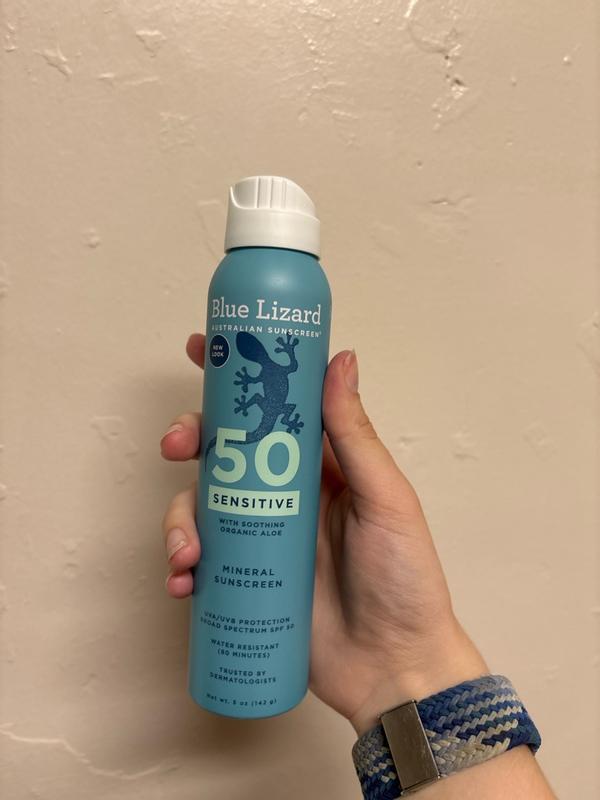 Blue Lizard
AUSTRALIAN SUNSCREEN®
NEW
LOOK
50
SENSITIVE
WITH SOOTHING
ORGANIC ALOE
MINERAL
SUNSCREEN
UVA/UVB PROTECTION
BROAD SPECTRUM SPF 50
WATER RESISTANT
(80 MINUTES)
TRUSTED BY
DERMATOLOGISTS
Net wt. 5 oz (142 g)